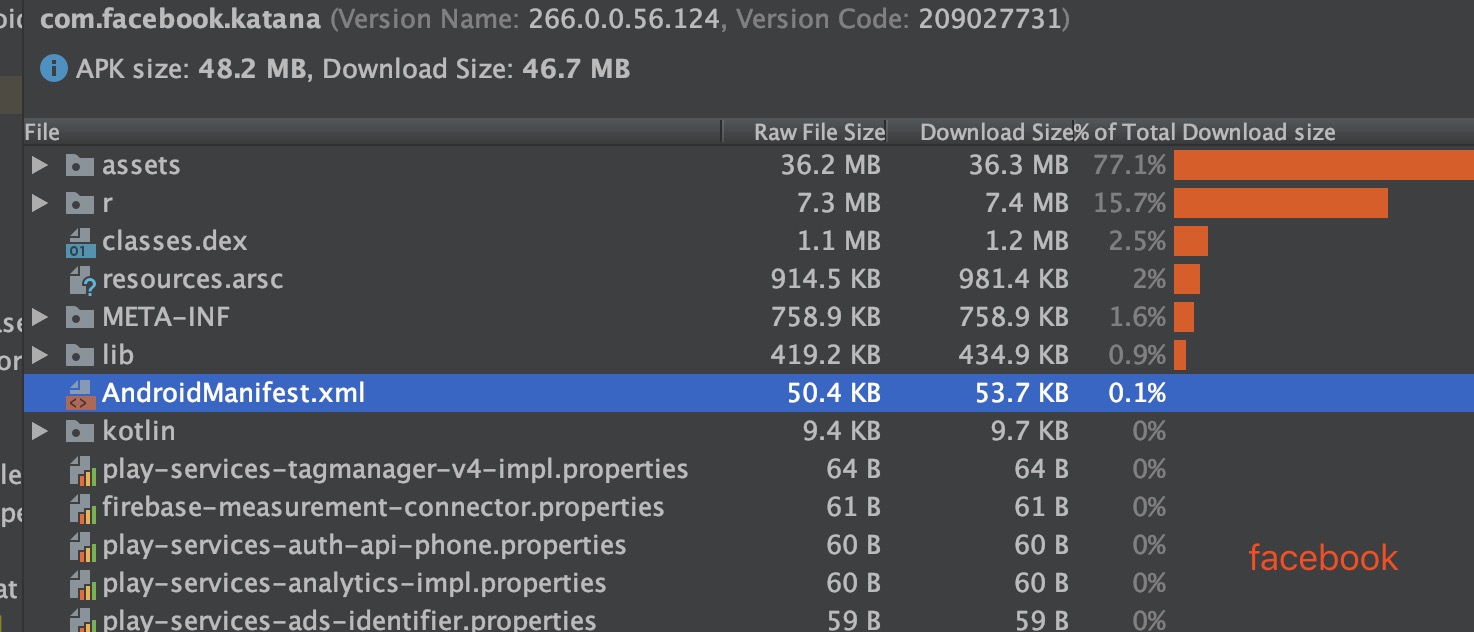 com.facebook.katana (Version Name: 266.0.0.56.124, Version Code: 209027731)
APK size: 48.2 MB, Download Size: 46.7 MB
File Raw File Size Download Size % of Total Download size
assets 36.2 MB 36.3 MB 77.1%
r 7.3 MB 7.4 MB 15.7%
classes.dex 1.1 MB 1.2 MB 2.5%
resources.arsc 914.5 KB 981.4 KB 2%
META-INF 758.9 KB 758.9 KB 1.6%
lib 419.2 KB 434.9 KB 0.9%
AndroidManifest.xml 50.4 KB 53.7 KB 0.1%
kotlin 9.4 KB 9.7 KB 0%
play-services-tagmanager-v4-impl.properties 64 B 64 B 0%
firebase-measurement-connector.properties 61 B 61 B 0%
play-services-auth-api-phone.properties 60 B 60 B 0%
facebook
play-services-analytics-impl.properties 60 B 60 B 0%
play-services-ads-identifier.properties 59 B 59 B 0%